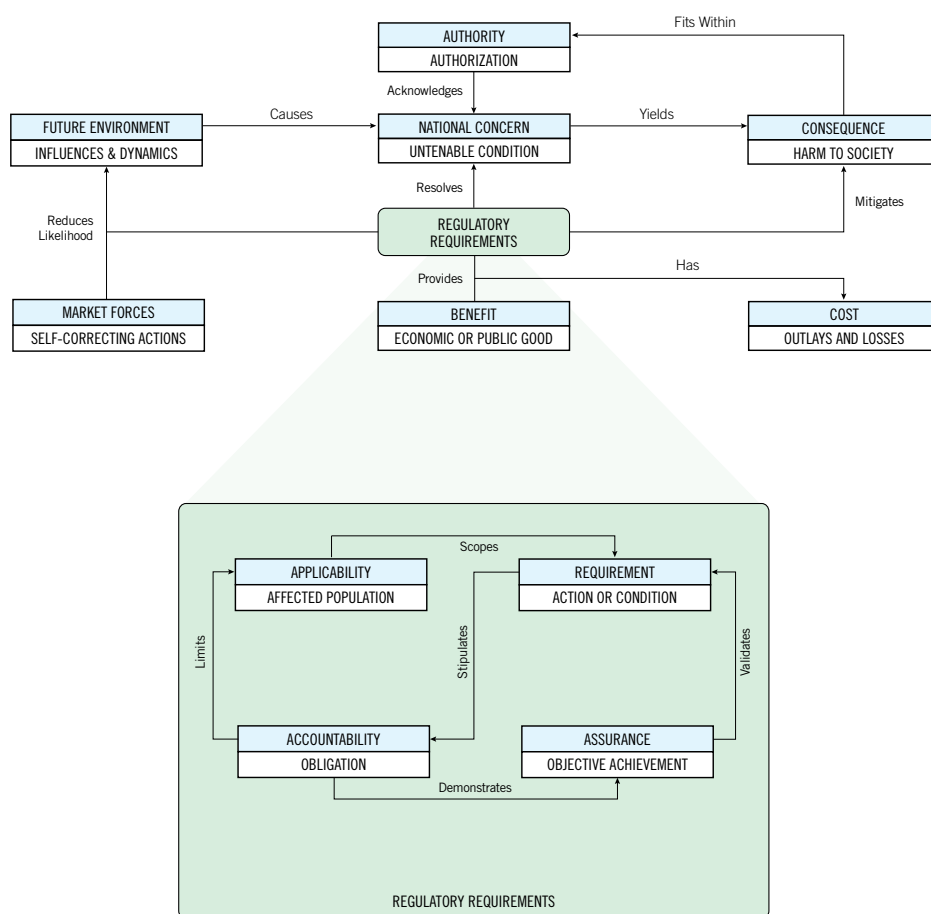 Fits Within
AUTHORITY
AUTHORIZATION
Acknowledges
Causes
Yields
FUTURE ENVIRONMENT
INFLUENCES & DYNAMICS
NATIONAL CONCERN
UNTENABLE CONDITION
CONSEQUENCE
HARM TO SOCIETY
Resolves
Mitigates
Reduces
Likelihood
REGULATORY
REQUIREMENTS
Provides
Has
MARKET FORCES
SELF-CORRECTING ACTIONS
BENEFIT
ECONOMIC OR PUBLIC GOOD
COST
OUTLAYS AND LOSSES
Scopes
APPLICABILITY
AFFECTED POPULATION
REQUIREMENT
ACTION OR CONDITION
Limits
Stipulates
Validates
ACCOUNTABILITY
OBLIGATION
ASSURANCE
OBJECTIVE ACHIEVEMENT
Demonstrates
REGULATORY REQUIREMENTS